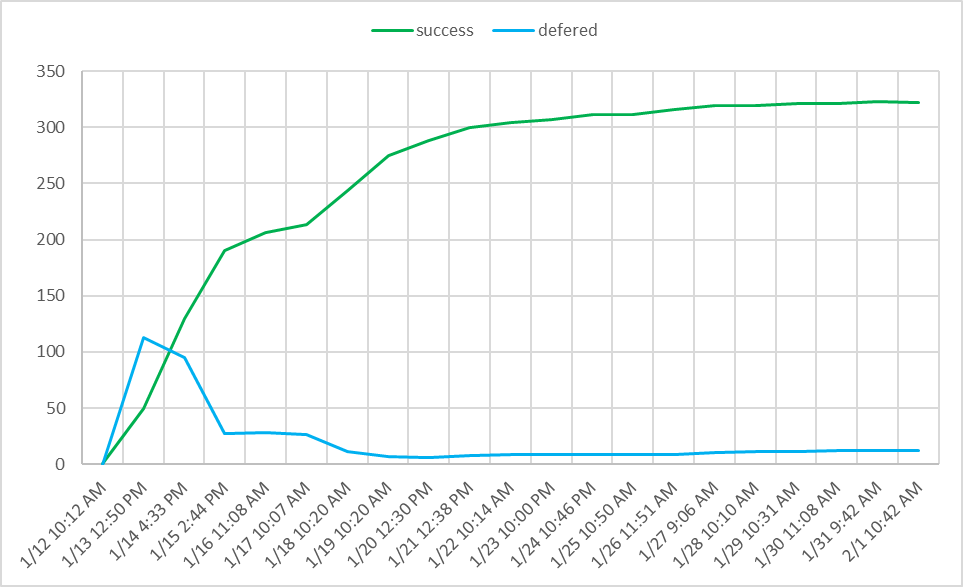 success defered
350
300
250
200
150
100
50
0
1/12 10:12 AM
1/13 12:50 PM
1/14 4:33 PM
1/15 2:44 PM
1/16 11:08 AM
1/17 10:07 AM
1/18 10:20 AM
1/19 10:20 AM
1/20 12:30 PM
1/21 12:38 PM
1/22 10:14 AM
1/23 10:00 PM
1/24 10:46 PM
1/25 10:50 AM
1/26 11:51 AM
1/27 9:06 AM
1/28 10:10 AM
1/29 10:31 AM
1/30 11:08 AM
1/31 9:42 AM
2/1 10:42 AM